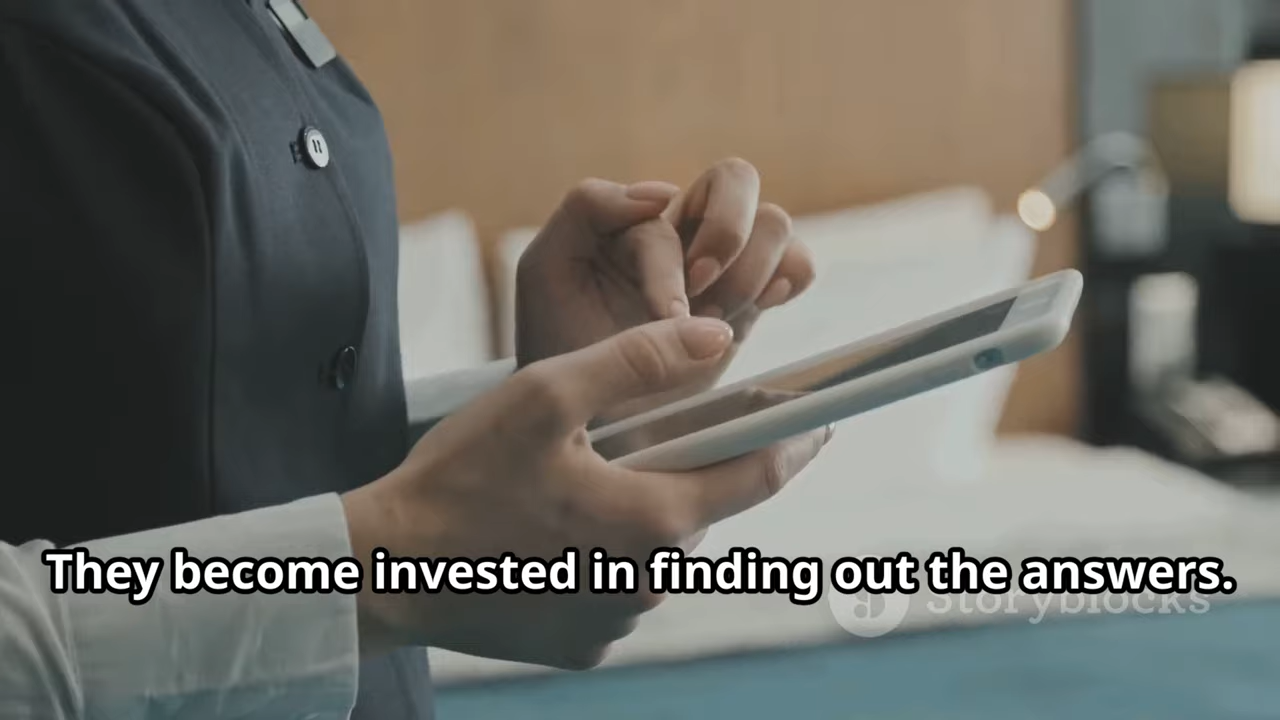 They become invested in finding out the answers.
Storyblocks